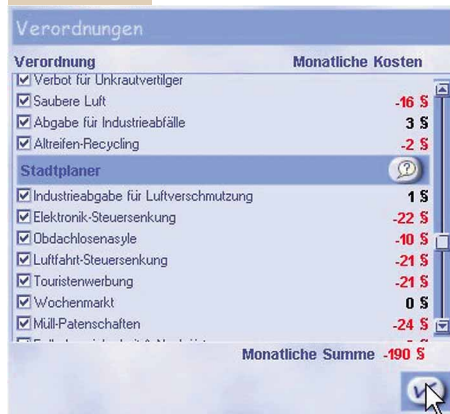 Verordnungen
Verordnung Monatliche Kosten
Verbot für Unkrautvertilger
Saubere Luft -16 §
Abgabe für Industrieabfälle 3 §
Altreifen-Recycling -2 §
Stadtplaner
Industrieabgabe für Luftverschmutzung 1 §
Elektronik-Steuersenkung -22 §
Obdachlosenasyle -10 §
Luftfahrt-Steuersenkung -21 §
Touristenwerbung -21 §
Wochenmarkt 0 §
Müll-Patenschaften -24 §
Monatliche Summe -190 §